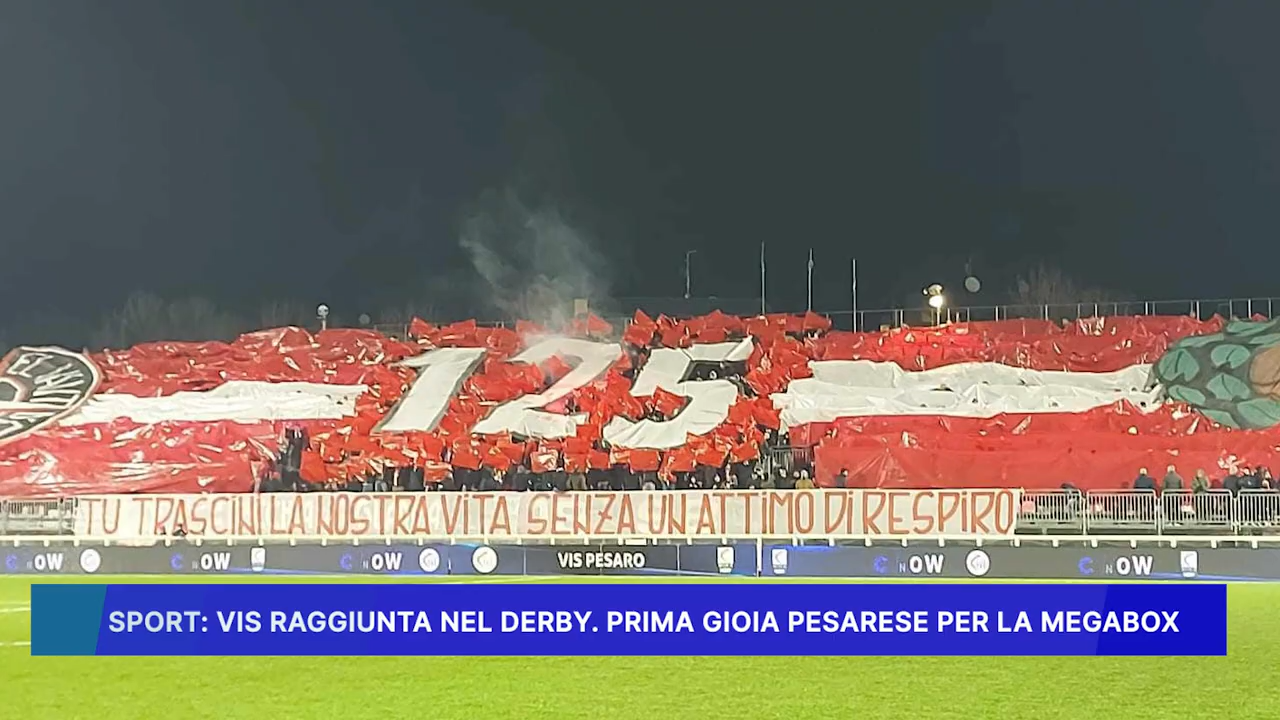 125
TU TRASCINI LA NOSTRA VITA SENZA UN ATTIMO DI RESPIRO
NOW NOW NOW VIS PESARO NOW NOW
SPORT: VIS RAGGIUNTA NEL DERBY. PRIMA GIOIA PESARESE PER LA MEGABOX